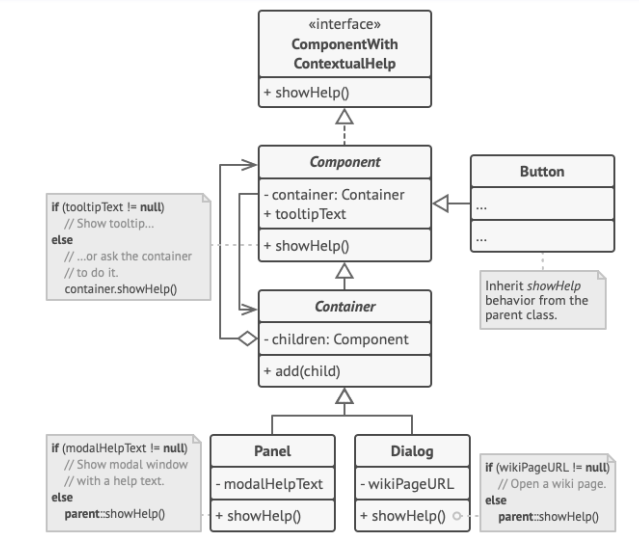 «interface»
ComponentWith
ContextualHelp
+ showHelp()
Component
- container: Container
+ tooltipText
+ showHelp()
Button
...
...
if (tooltipText != null)
// Show tooltip...
else
// ...or ask the container
// to do it.
container.showHelp()
Inherit showHelp
behavior from the
parent class.
Container
- children: Component
+ add(child)
if (modalHelpText != null)
// Show modal window
// with a help text.
else
parent::showHelp()
Panel
- modalHelpText
+ showHelp()
Dialog
- wikiPageURL
+ showHelp()
if (wikiPageURL != null)
// Open a wiki page.
else
parent::showHelp()